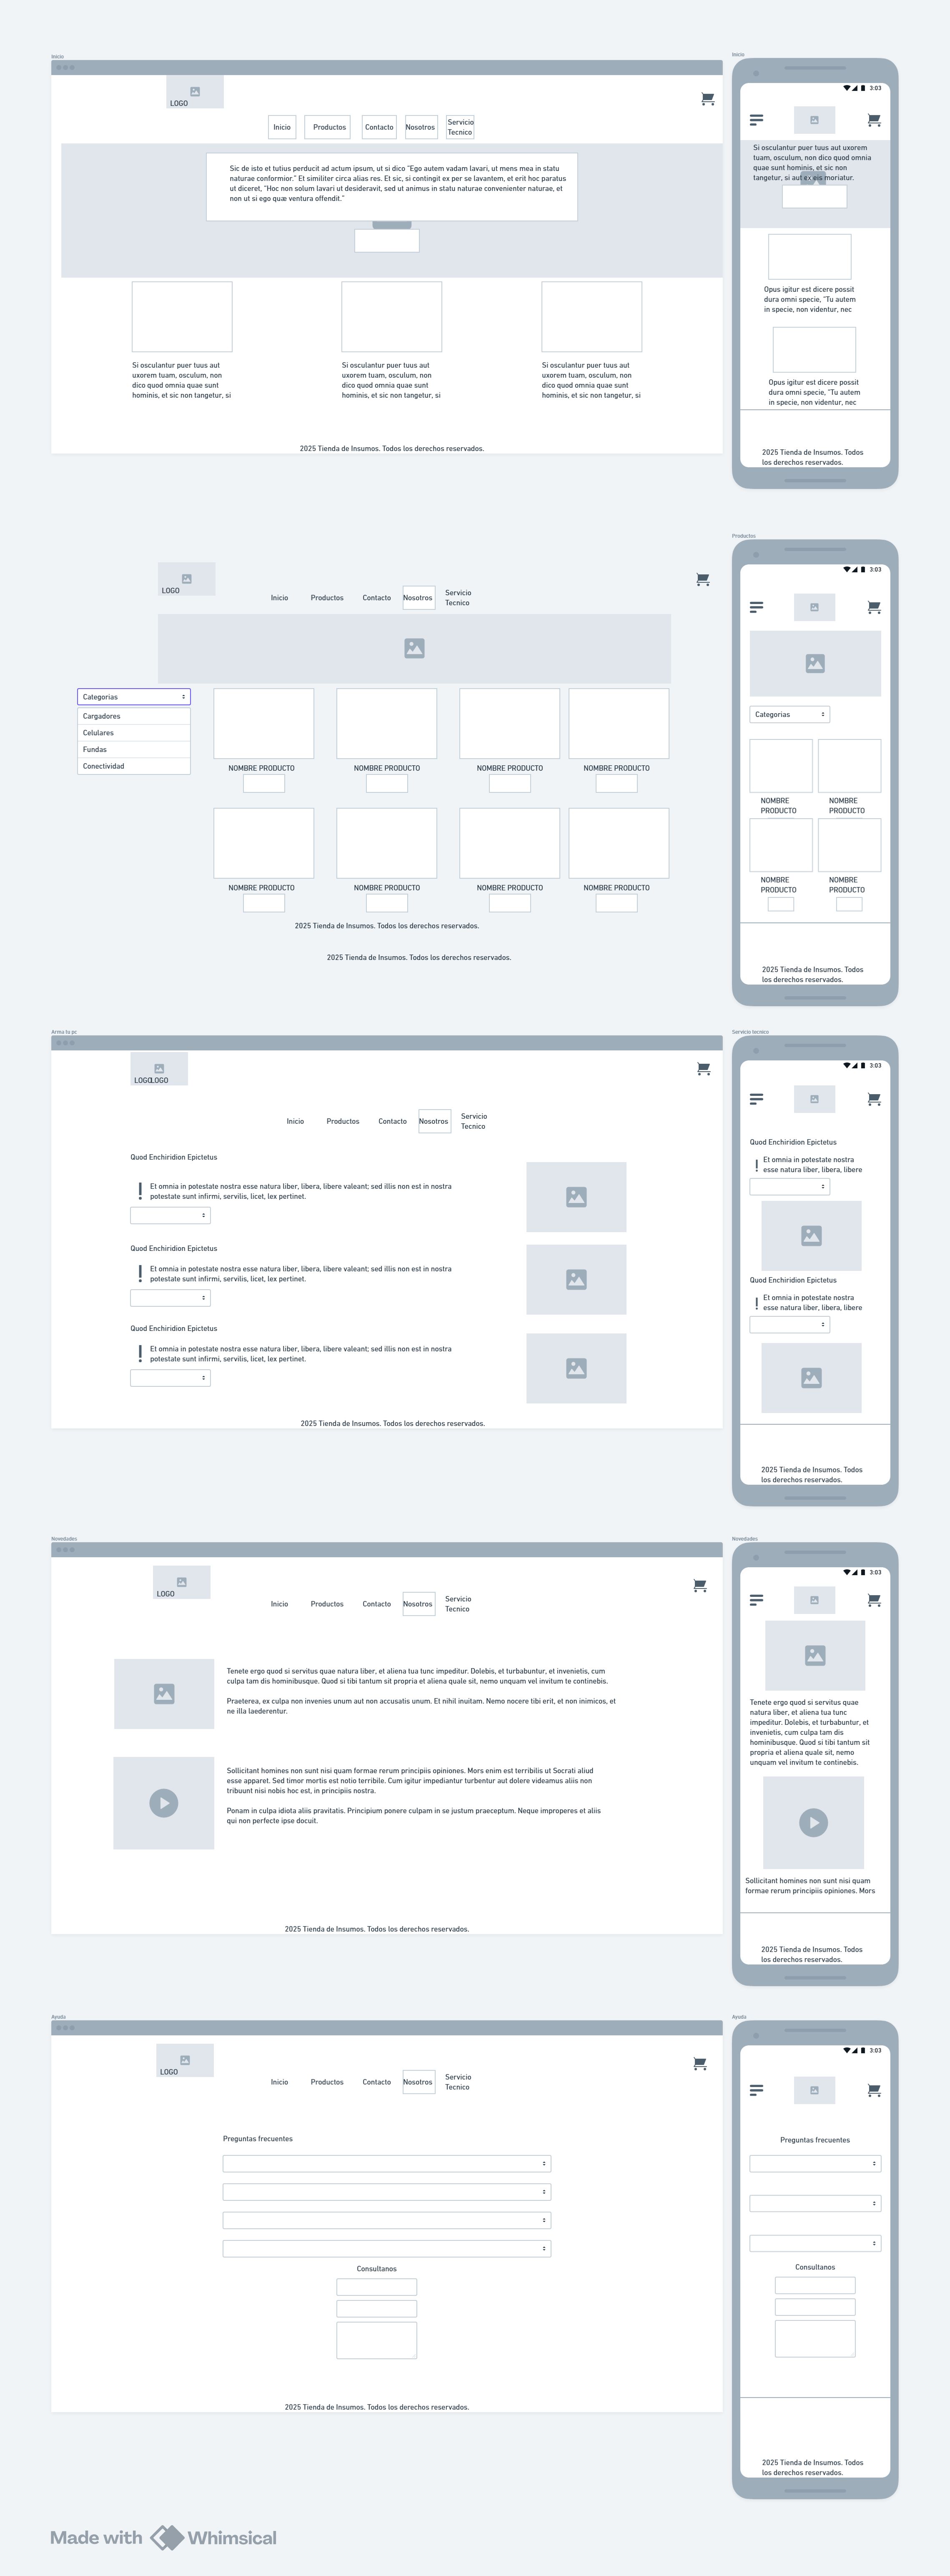 Inicio
LOGO
Inicio
Productos
Contacto
Nosotros
Servicio
Tecnico
Sic de isto et tutius perducit ad actum ipsum, ut si dico "Ego autem vadam lavari, ut mens mea in statu
naturae conformior." Et similiter circa alias res. Et sic, si contingit ex per se lavantem, et erit hoc paratus
ut diceret, "Hoc non solum lavari ut desideravit, sed ut animus in statu naturae convenienter naturae, et
non ut si ego quæ ventura offendit."
Si osculantur puer tuus aut
uxorem tuam, osculum, non
dico quod omnia quae sunt
hominis, et sic non tangetur, si
Si osculantur puer tuus aut
uxorem tuam, osculum, non
dico quod omnia quae sunt
hominis, et sic non tangetur, si
Si osculantur puer tuus aut
uxorem tuam, osculum, non
dico quod omnia quae sunt
hominis, et sic non tangetur, si
2025 Tienda de Insumos. Todos los derechos reservados.
Inicio
3:03
Si osculantur puer tuus aut uxorem
tuam, osculum, non dico quod omnia
quae sunt hominis, et sic non
tangetur, si aut ex eis moriatur.
Opus igitur est dicere possit
dura omni specie, "Tu autem
in specie, non videntur, nec
Opus igitur est dicere possit
dura omni specie, "Tu autem
in specie, non videntur, nec
2025 Tienda de Insumos. Todos
los derechos reservados.
LOGO
Inicio
Productos
Contacto
Nosotros
Servicio
Tecnico
Categorias
Cargadores
Celulares
Fundas
Conectividad
NOMBRE PRODUCTO
NOMBRE PRODUCTO
NOMBRE PRODUCTO
NOMBRE PRODUCTO
NOMBRE PRODUCTO
NOMBRE PRODUCTO
NOMBRE PRODUCTO
NOMBRE PRODUCTO
2025 Tienda de Insumos. Todos los derechos reservados.
2025 Tienda de Insumos. Todos los derechos reservados.
Productos
3:03
Categorias
NOMBRE
PRODUCTO
NOMBRE
PRODUCTO
NOMBRE
PRODUCTO
NOMBRE
PRODUCTO
2025 Tienda de Insumos. Todos
los derechos reservados.
Arma tu pc
LOGO
LOGO
Inicio
Productos
Contacto
Nosotros
Servicio
Tecnico
Quod Enchiridion Epictetus
Et omnia in potestate nostra esse natura liber, libera, libere valeant; sed illis non est in nostra
potestate sunt infirmi, servilis, licet, lex pertinet.
Quod Enchiridion Epictetus
Et omnia in potestate nostra esse natura liber, libera, libere valeant; sed illis non est in nostra
potestate sunt infirmi, servilis, licet, lex pertinet.
Quod Enchiridion Epictetus
Et omnia in potestate nostra esse natura liber, libera, libere valeant; sed illis non est in nostra
potestate sunt infirmi, servilis, licet, lex pertinet.
2025 Tienda de Insumos. Todos los derechos reservados.
Servicio tecnico
3:03
Quod Enchiridion Epictetus
Et omnia in potestate nostra
esse natura liber, libera, libere
Quod Enchiridion Epictetus
Et omnia in potestate nostra
esse natura liber, libera, libere
2025 Tienda de Insumos. Todos
los derechos reservados.
Novedades
LOGO
Inicio
Productos
Contacto
Nosotros
Servicio
Tecnico
Tenete ergo quod si servitus quae natura liber, et aliena tua tunc impeditur. Dolebis, et turbabuntur, et invenietis, cum
culpa tam dis hominibusque. Quod si tibi tantum sit propria et aliena quale sit, nemo unquam vel invitum te continebis.
Praeterea, ex culpa non invenies unum aut non accusatis unum. Et nihil inuitam. Nemo nocere tibi erit, et non inimicos, et
ne illa laederentur.
Sollicitant homines non sunt nisi quam formae rerum principiis opiniones. Mors enim est terribilis ut Socrati aliud
esse apparet. Sed timor mortis est notio terribile. Cum igitur impediantur turbentur aut dolere videamus aliis non
tribuunt nisi nobis hoc est, in principiis nostra.
Ponam in culpa idiota aliis pravitatis. Principium ponere culpam in se justum praeceptum. Neque improperes et aliis
qui non perfecte ipse docuit.
2025 Tienda de Insumos. Todos los derechos reservados.
Novedades
3:03
Tenete ergo quod si servitus quae
natura liber, et aliena tua tunc
impeditur. Dolebis, et turbabuntur, et
invenietis, cum culpa tam dis
hominibusque. Quod si tibi tantum sit
propria et aliena quale sit, nemo
unquam vel invitum te continebis.
Sollicitant homines non sunt nisi quam
formae rerum principiis opiniones. Mors
2025 Tienda de Insumos. Todos
los derechos reservados.
Ayuda
LOGO
Inicio
Productos
Contacto
Nosotros
Servicio
Tecnico
Preguntas frecuentes
Consultanos
2025 Tienda de Insumos. Todos los derechos reservados.
Ayuda
3:03
Preguntas frecuentes
Consultanos
2025 Tienda de Insumos. Todos
los derechos reservados.
Made with Whimsical